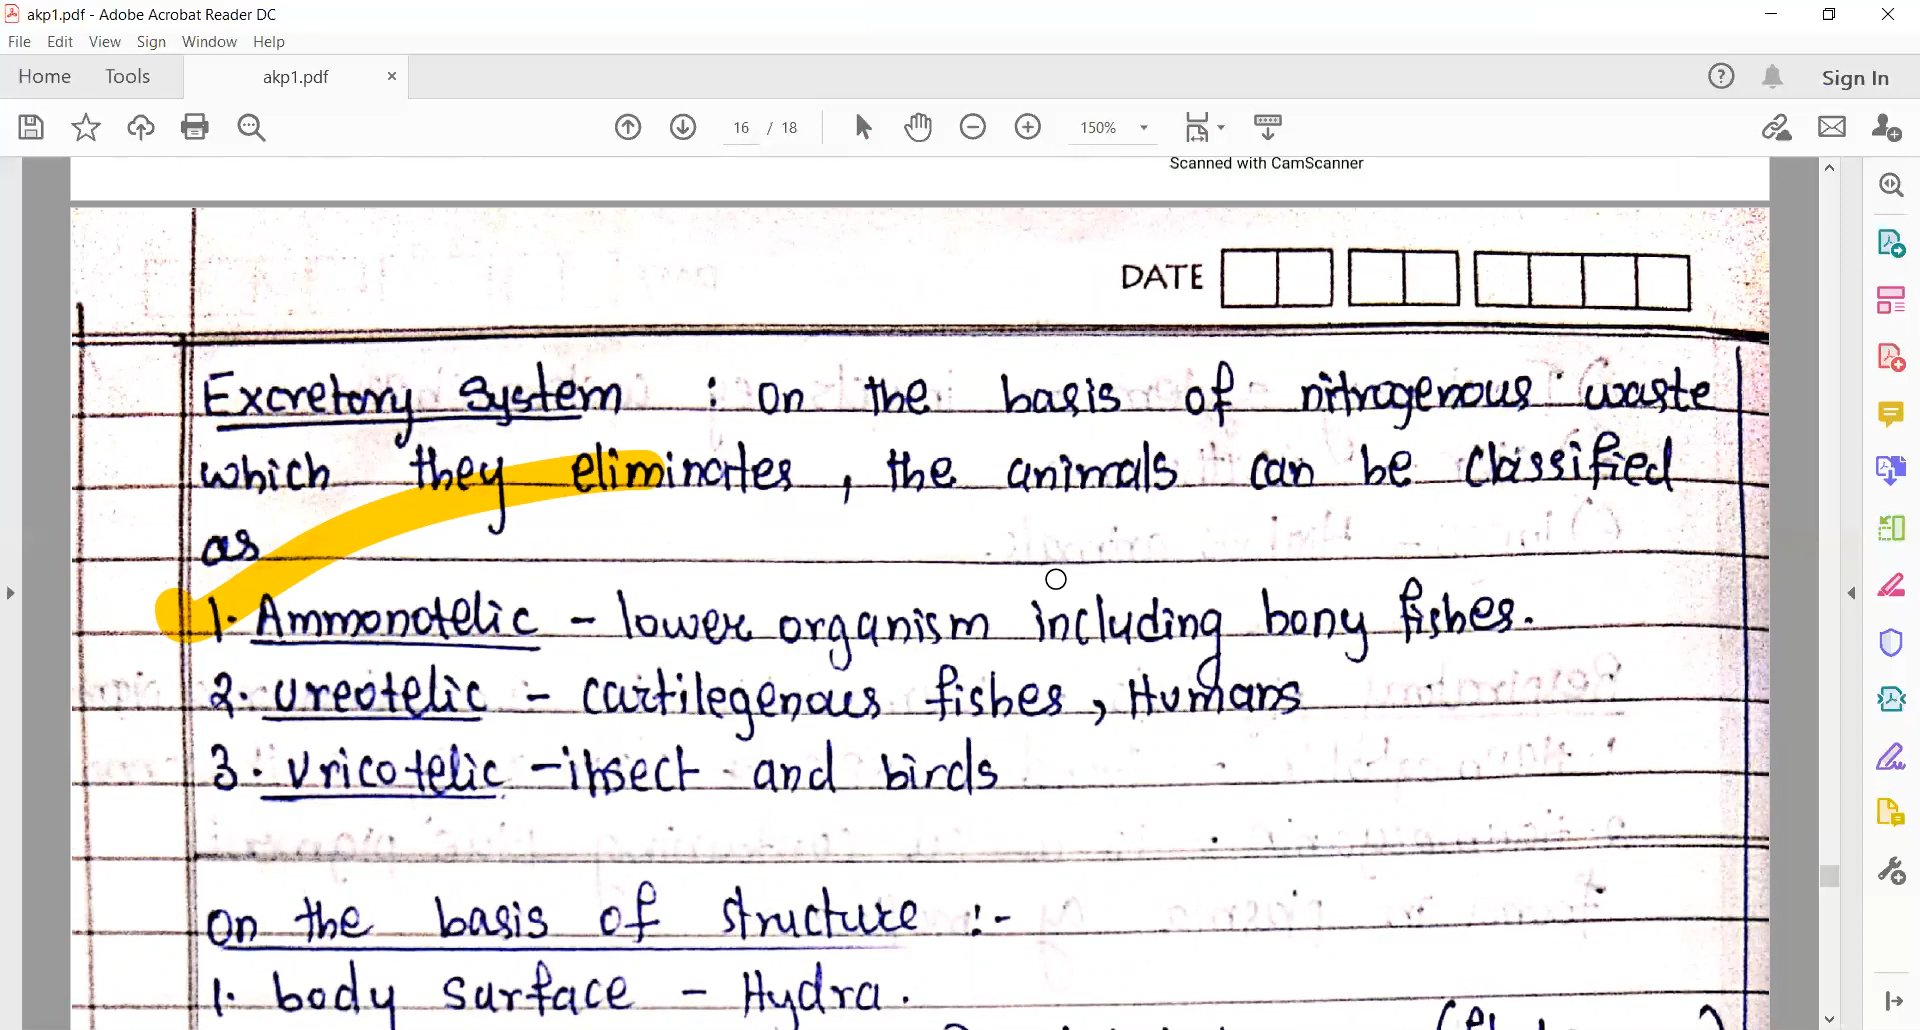 akp1.pdf - Adobe Acrobat Reader DC
File Edit View Sign Window Help
Home Tools akp1.pdf × Sign In
16 / 18 150%
Scanned with CamScanner
DATE
Excretory System : On the basis of nitrogenous waste
which they eliminates, the animals can be classified
as
1. Ammonotelic - lower organism including bony fishes.
2. Ureotelic - cartilegenous fishes, Humans
3. Uricotelic - insect and birds
On the basis of structure :-
1. body surface - Hydra.